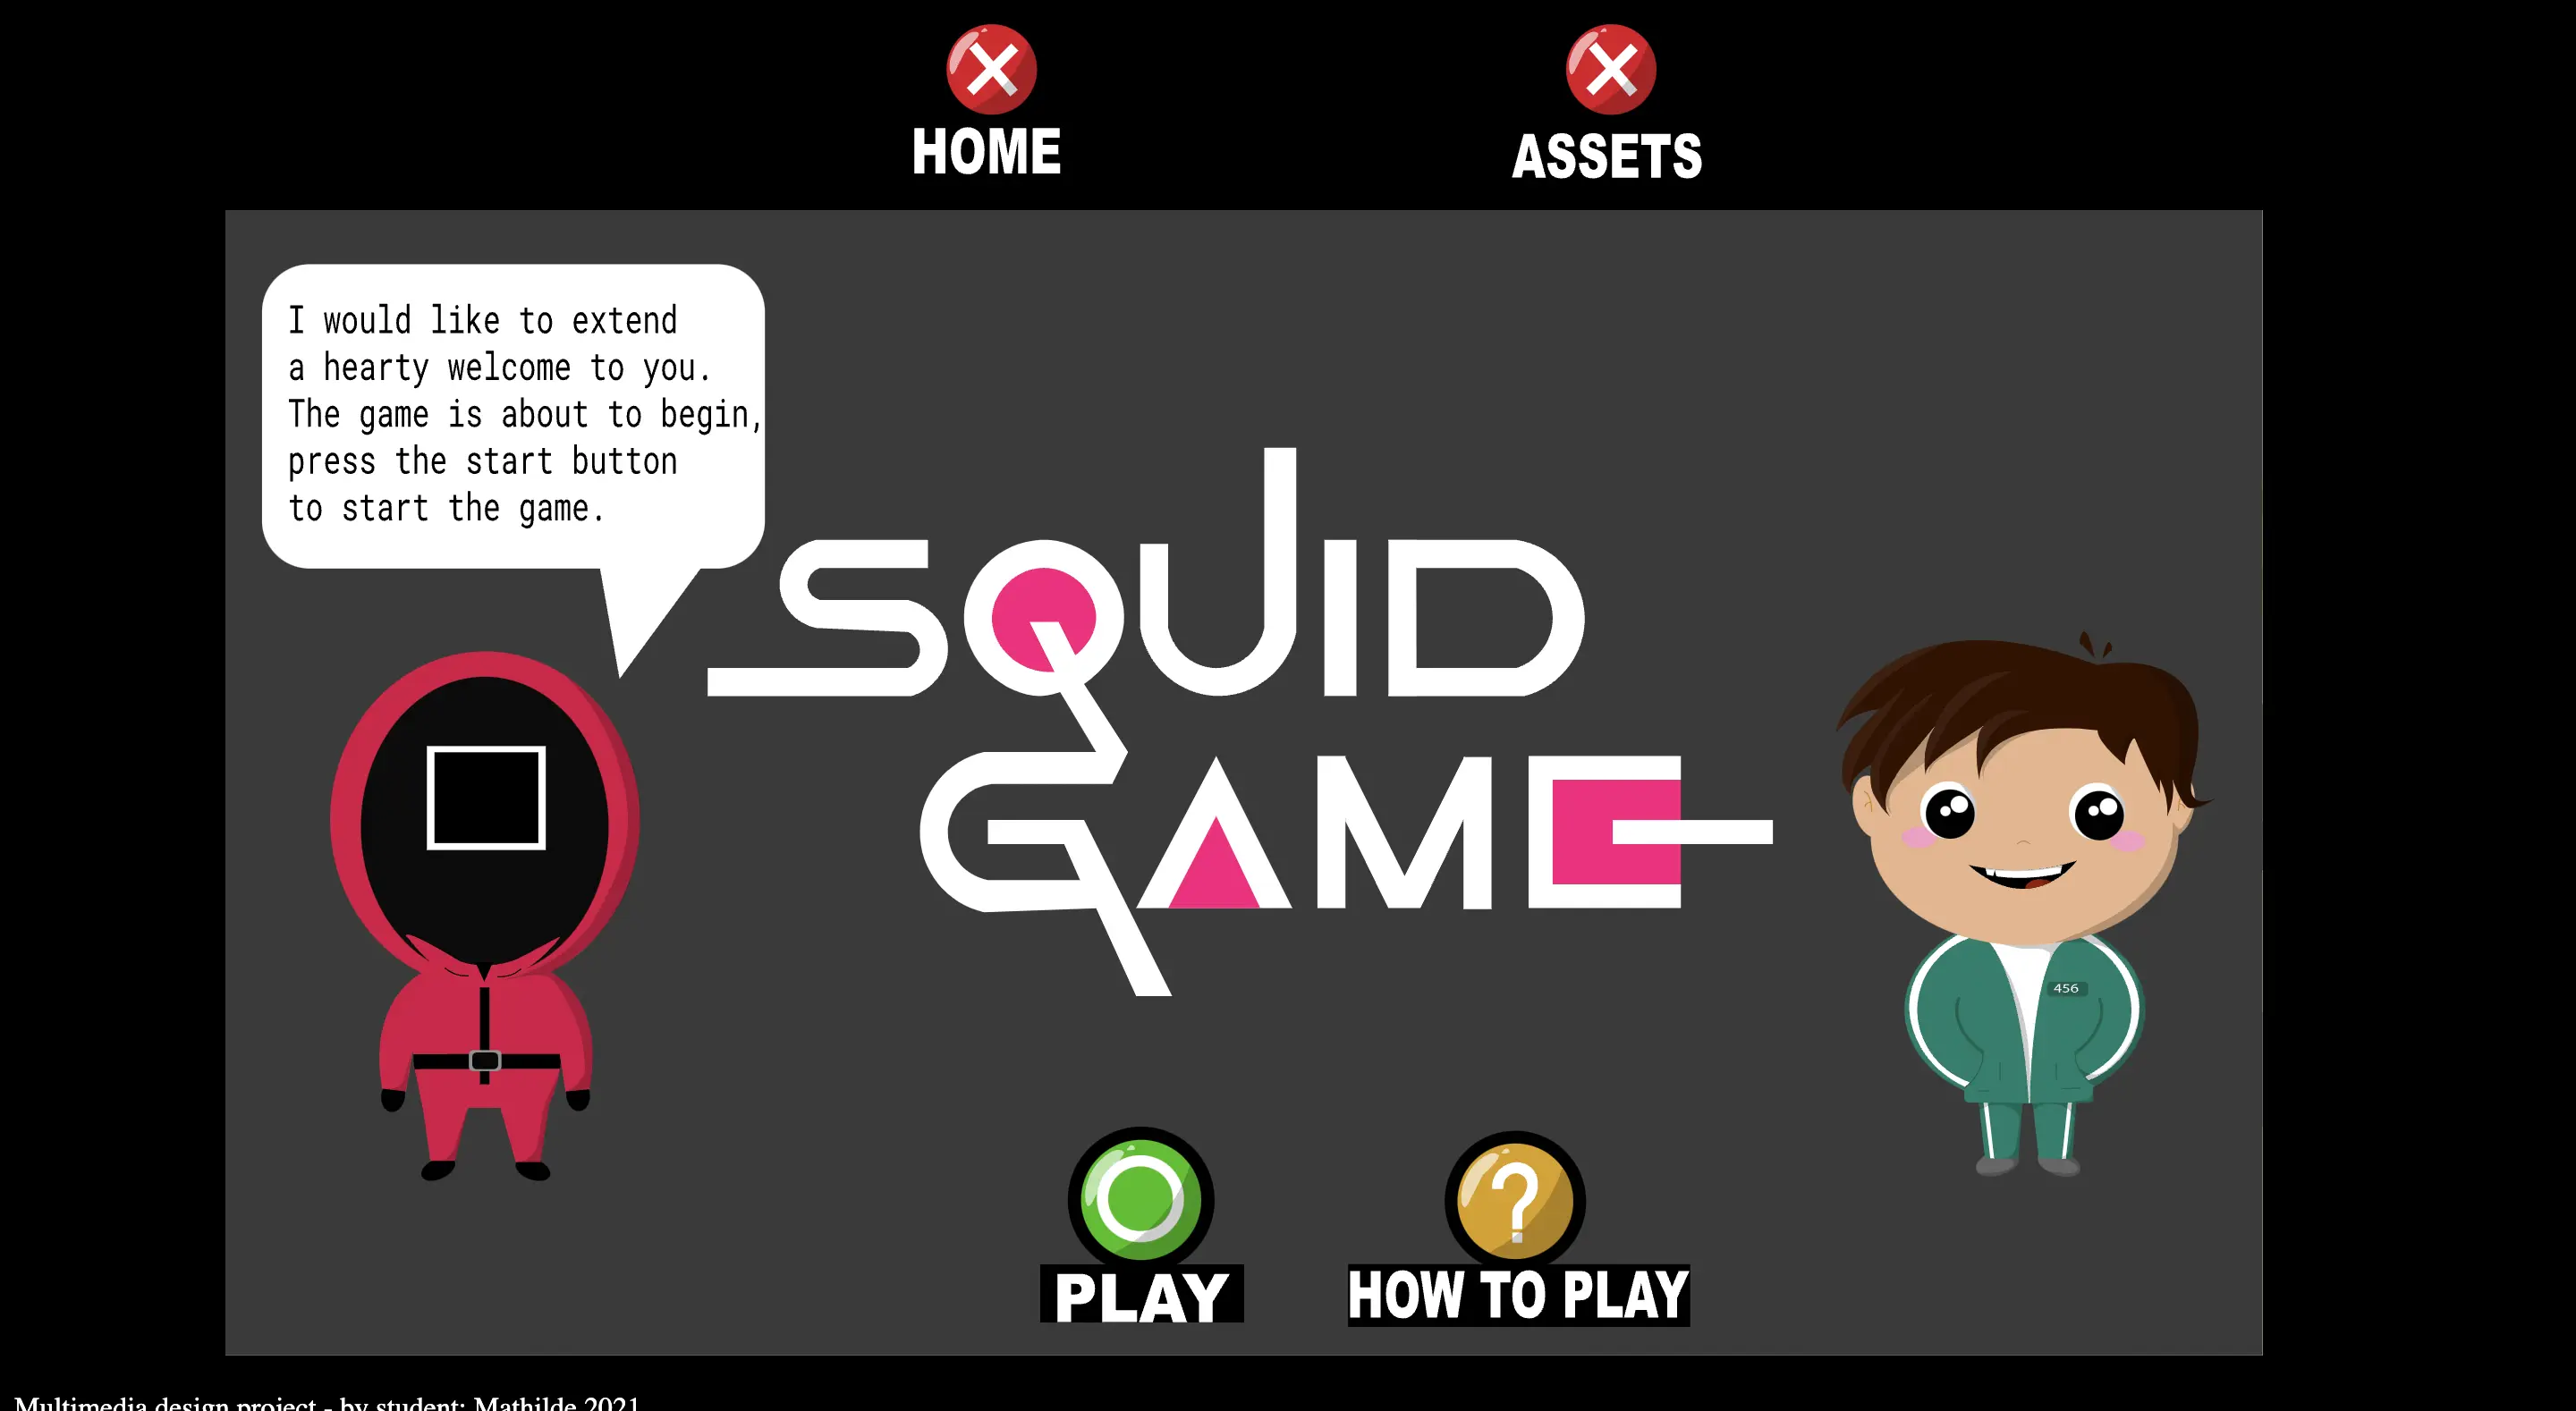 HOME
ASSETS
I would like to extend
a hearty welcome to you.
The game is about to begin,
press the start button
to start the game.
SQUID
GAME
456
PLAY
HOW TO PLAY
Multimedia design project - by student: Mathilde 2021